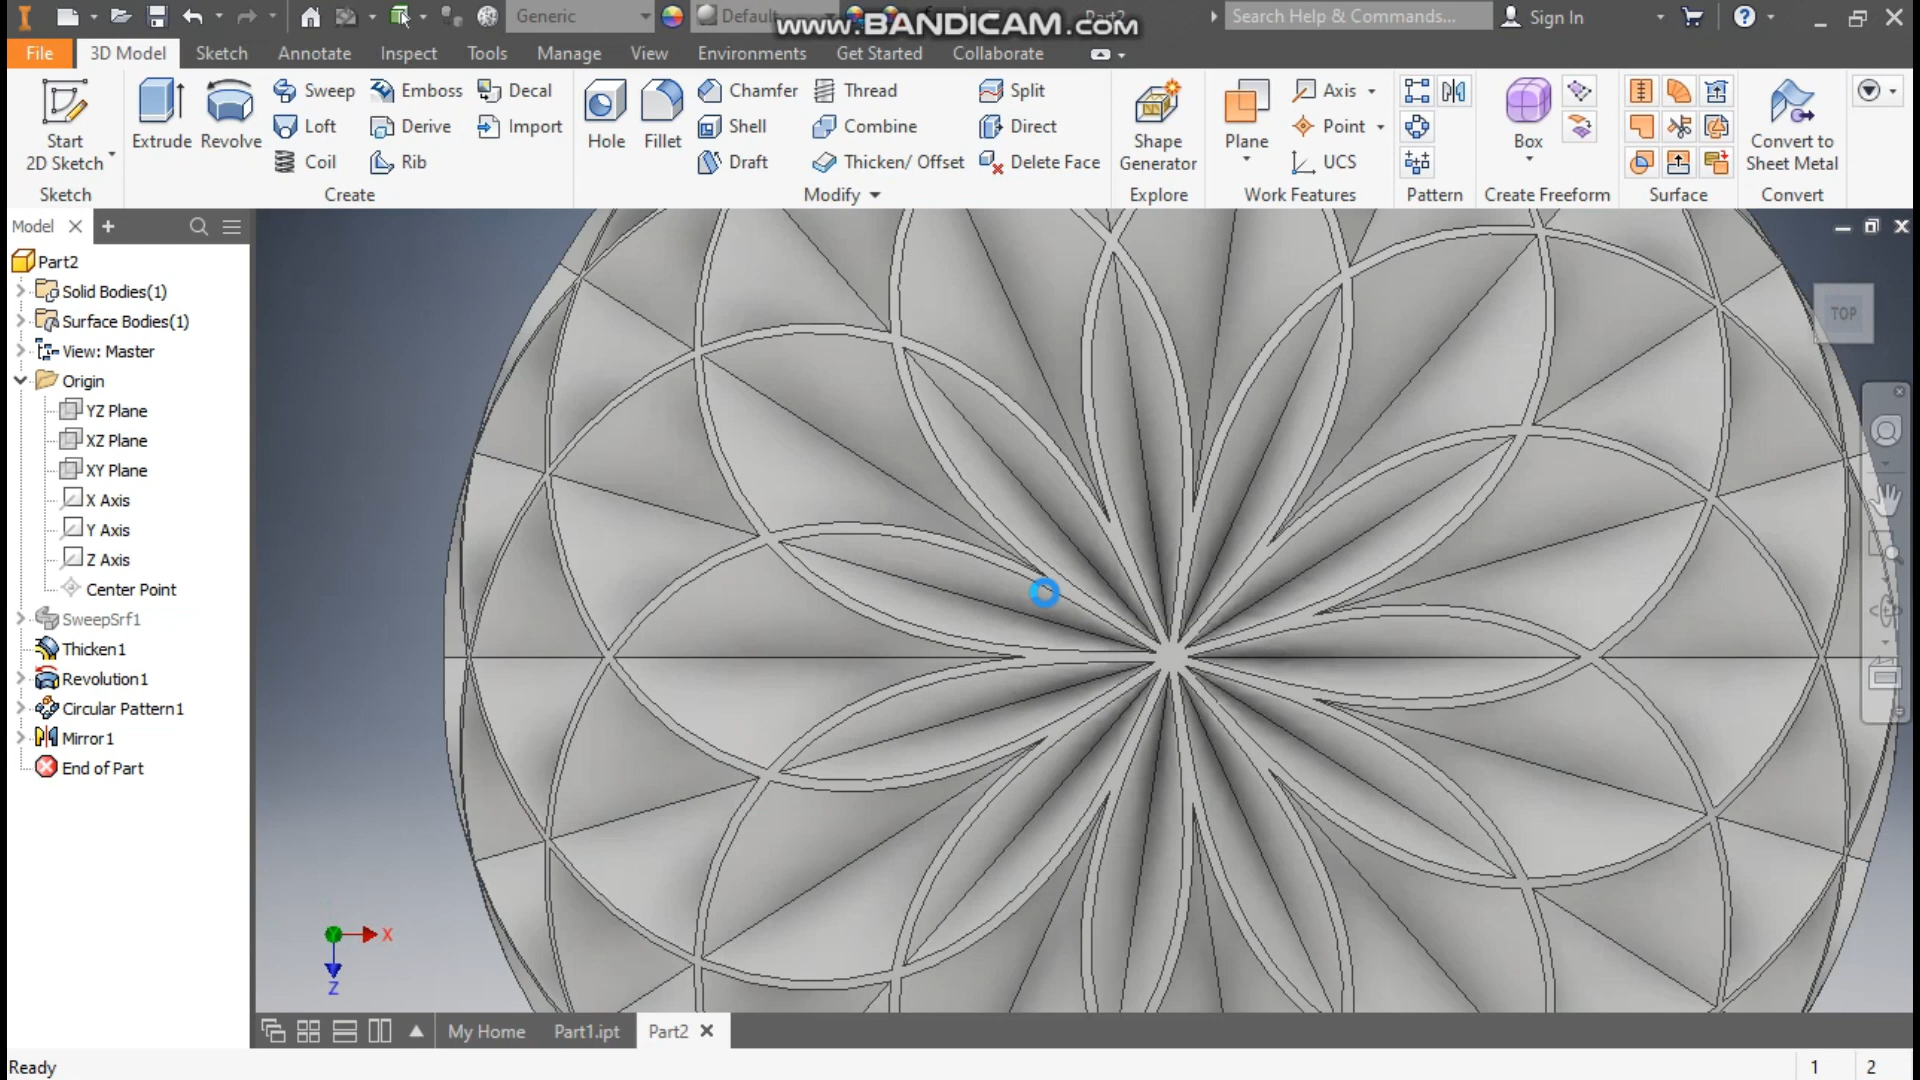 Generic
Default
www.BANDICAM.com
Search Help & Commands...
Sign In
File
3D Model
Sketch
Annotate
Inspect
Tools
Manage
View
Environments
Get Started
Collaborate
Start
2D Sketch
Sketch
Extrude
Revolve
Sweep
Loft
Coil
Emboss
Derive
Rib
Decal
Import
Create
Hole
Fillet
Chamfer
Shell
Draft
Thread
Combine
Thicken/ Offset
Split
Direct
Delete Face
Modify
Shape
Generator
Explore
Plane
Axis
Point
UCS
Work Features
Pattern
Box
Create Freeform
Surface
Convert to
Sheet Metal
Convert
Model
Part2
Solid Bodies(1)
Surface Bodies(1)
View: Master
Origin
YZ Plane
XZ Plane
XY Plane
X Axis
Y Axis
Z Axis
Center Point
SweepSrf1
Thicken1
Revolution1
Circular Pattern1
Mirror1
End of Part
TOP
X
Z
My Home
Part1.ipt
Part2
Ready
1
2